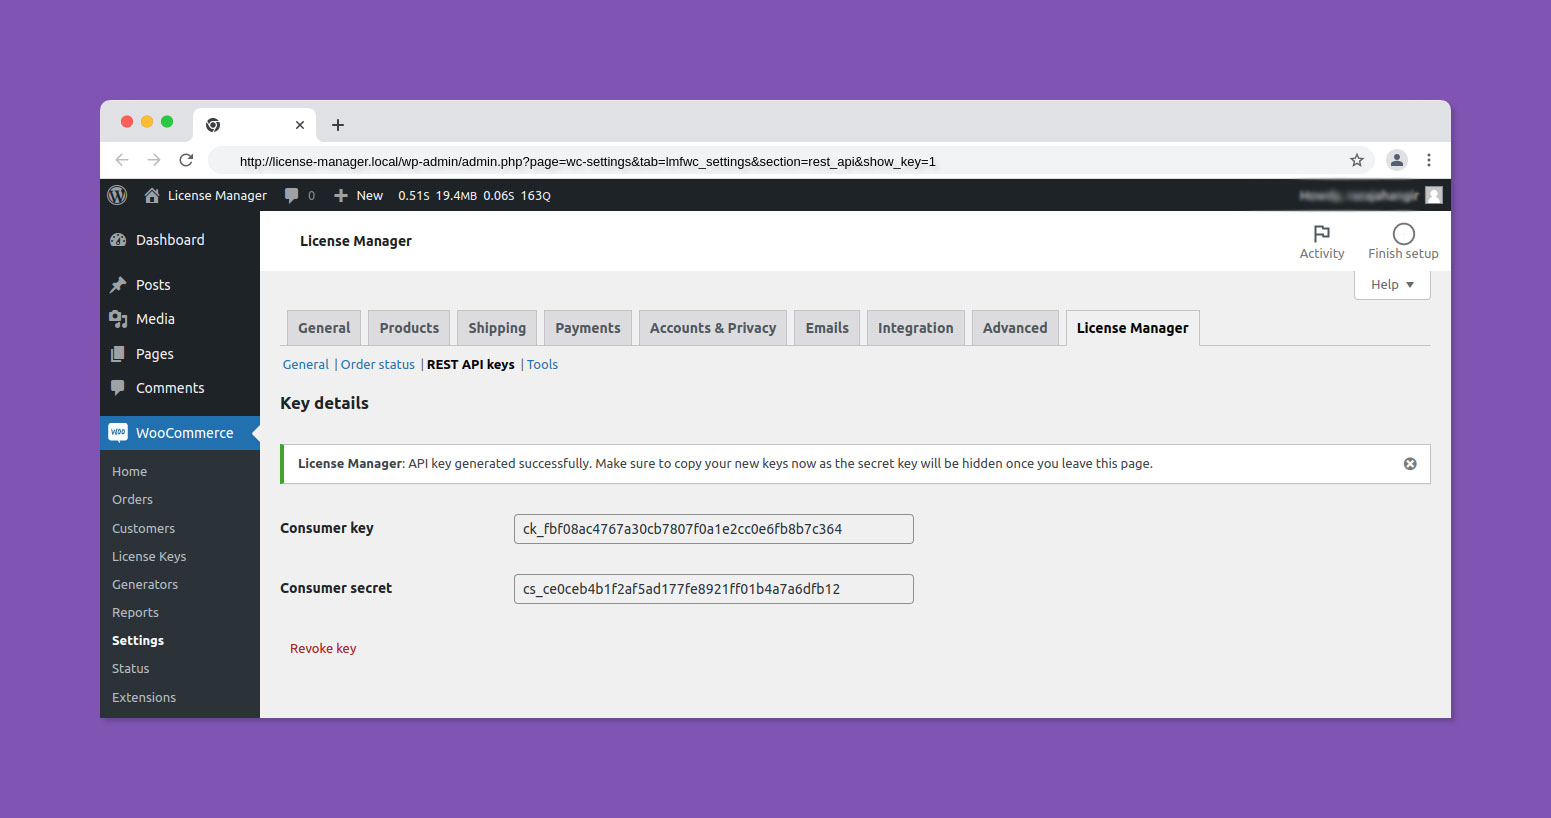 http://license-manager.local/wp-admin/admin.php?page=wc-settings&tab=lmfwc_settings&section=rest_api&show_key=1
License Manager 0 New 0.51S 19.4MB 0.06S 163Q
Dashboard
Posts
Media
Pages
Comments
WooCommerce
Home
Orders
Customers
License Keys
Generators
Reports
Settings
Status
Extensions
License Manager
Activity Finish setup
Help
General Products Shipping Payments Accounts & Privacy Emails Integration Advanced License Manager
General | Order status | REST API keys | Tools
Key details
License Manager: API key generated successfully. Make sure to copy your new keys now as the secret key will be hidden once you leave this page.
Consumer key ck_fbf08ac4767a30cb7807f0a1e2cc0e6fb8b7c364
Consumer secret cs_ce0ceb4b1f2af5ad177fe8921ff01b4a7a6dfb12
Revoke key